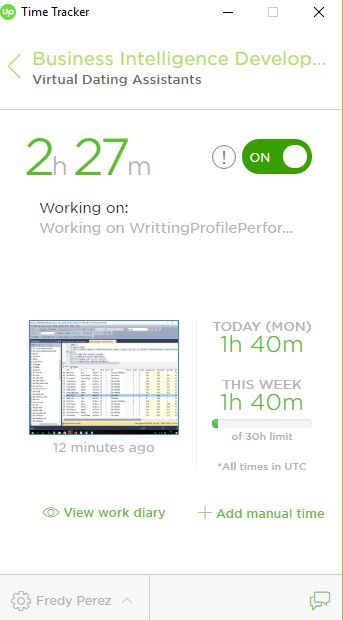 Up Time Tracker
Business Intelligence Develop...
Virtual Dating Assistants
2h 27m
! ON
Working on:
Working on WrittingProfilePerfor...
TODAY (MON)
1h 40m
THIS WEEK
1h 40m
of 30h limit
*All times in UTC
12 minutes ago
View work diary
Add manual time
Fredy Perez